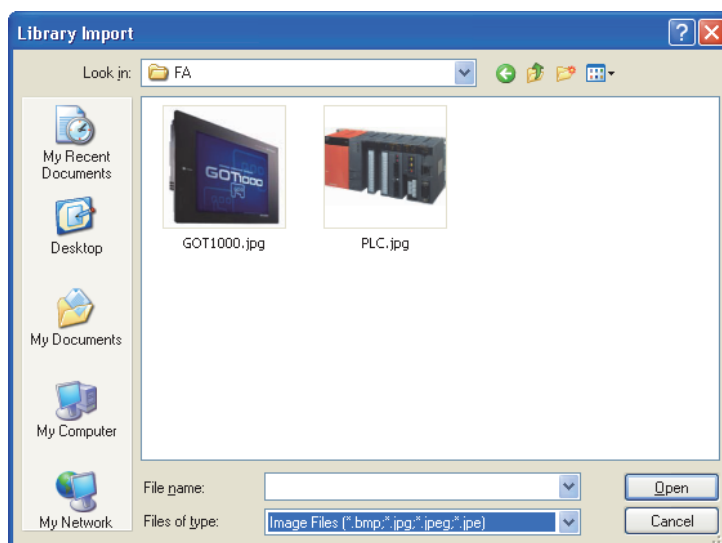 Library Import
Look in:
FA
My Recent
Documents
Desktop
My Documents
My Computer
My Network
GOT1000
GOT1000.jpg
PLC.jpg
File name:
Open
Files of type:
Image Files (*.bmp;*.jpg;*.jpeg;*.jpe)
Cancel